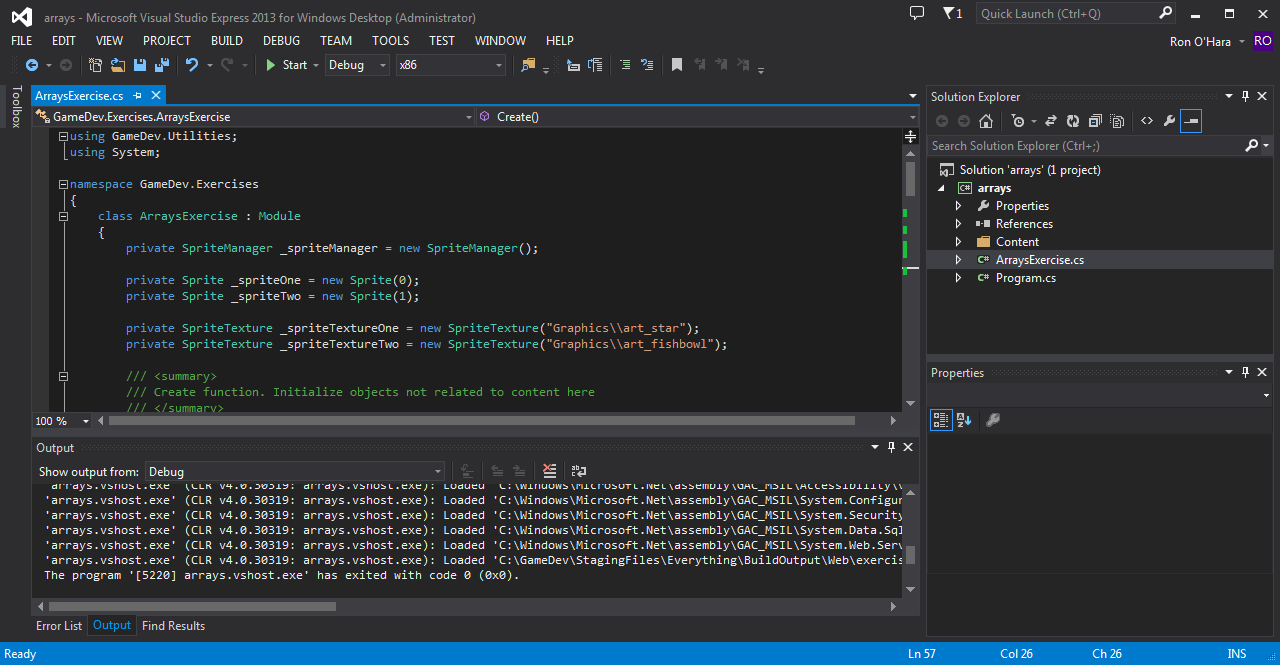 arrays - Microsoft Visual Studio Express 2013 for Windows Desktop (Administrator)
1
Quick Launch (Ctrl+Q)
FILE EDIT VIEW PROJECT BUILD DEBUG TEAM TOOLS TEST WINDOW HELP
Ron O'Hara
RO
Start
Debug
x86
Toolbox
ArraysExercise.cs
GameDev.Exercises.ArraysExercise
Create()
using GameDev.Utilities;
using System;
namespace GameDev.Exercises
{
class ArraysExercise : Module
{
private SpriteManager _spriteManager = new SpriteManager();
private Sprite _spriteOne = new Sprite(0);
private Sprite _spriteTwo = new Sprite(1);
private SpriteTexture _spriteTextureOne = new SpriteTexture("Graphics\\art_star");
private SpriteTexture _spriteTextureTwo = new SpriteTexture("Graphics\\art_fishbowl");
/// <summary>
/// Create function. Initialize objects not related to content here
/// </summary>
100 %
Output
Show output from: Debug
'arrays.vshost.exe' (CLR v4.0.30319: arrays.vshost.exe): Loaded 'C:\Windows\Microsoft.Net\assembly\GAC_MSIL\Accessibility\
'arrays.vshost.exe' (CLR v4.0.30319: arrays.vshost.exe): Loaded 'C:\Windows\Microsoft.Net\assembly\GAC_MSIL\System.Configur
'arrays.vshost.exe' (CLR v4.0.30319: arrays.vshost.exe): Loaded 'C:\Windows\Microsoft.Net\assembly\GAC_MSIL\System.Security
'arrays.vshost.exe' (CLR v4.0.30319: arrays.vshost.exe): Loaded 'C:\Windows\Microsoft.Net\assembly\GAC_MSIL\System.Data.Sql
'arrays.vshost.exe' (CLR v4.0.30319: arrays.vshost.exe): Loaded 'C:\Windows\Microsoft.Net\assembly\GAC_MSIL\System.Web.Serv
'arrays.vshost.exe' (CLR v4.0.30319: arrays.vshost.exe): Loaded 'C:\GameDev\StagingFiles\Everything\BuildOutput\Web\exercis
The program '[5220] arrays.vshost.exe' has exited with code 0 (0x0).
Error List Output Find Results
Solution Explorer
Search Solution Explorer (Ctrl+;)
Solution 'arrays' (1 project)
C# arrays
Properties
References
Content
C# ArraysExercise.cs
C# Program.cs
Properties
Ready
Ln 57
Col 26
Ch 26
INS